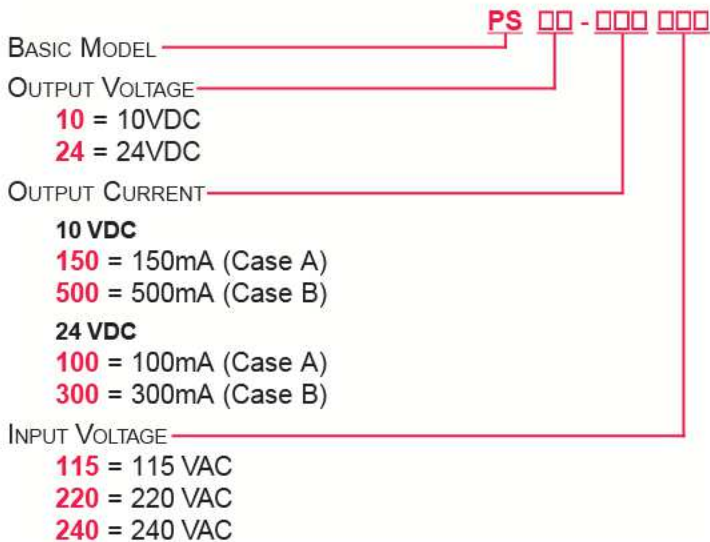 PS □□ - □□□ □□□
BASIC MODEL
OUTPUT VOLTAGE
10 = 10VDC
24 = 24VDC
OUTPUT CURRENT
10 VDC
150 = 150mA (Case A)
500 = 500mA (Case B)
24 VDC
100 = 100mA (Case A)
300 = 300mA (Case B)
INPUT VOLTAGE
115 = 115 VAC
220 = 220 VAC
240 = 240 VAC